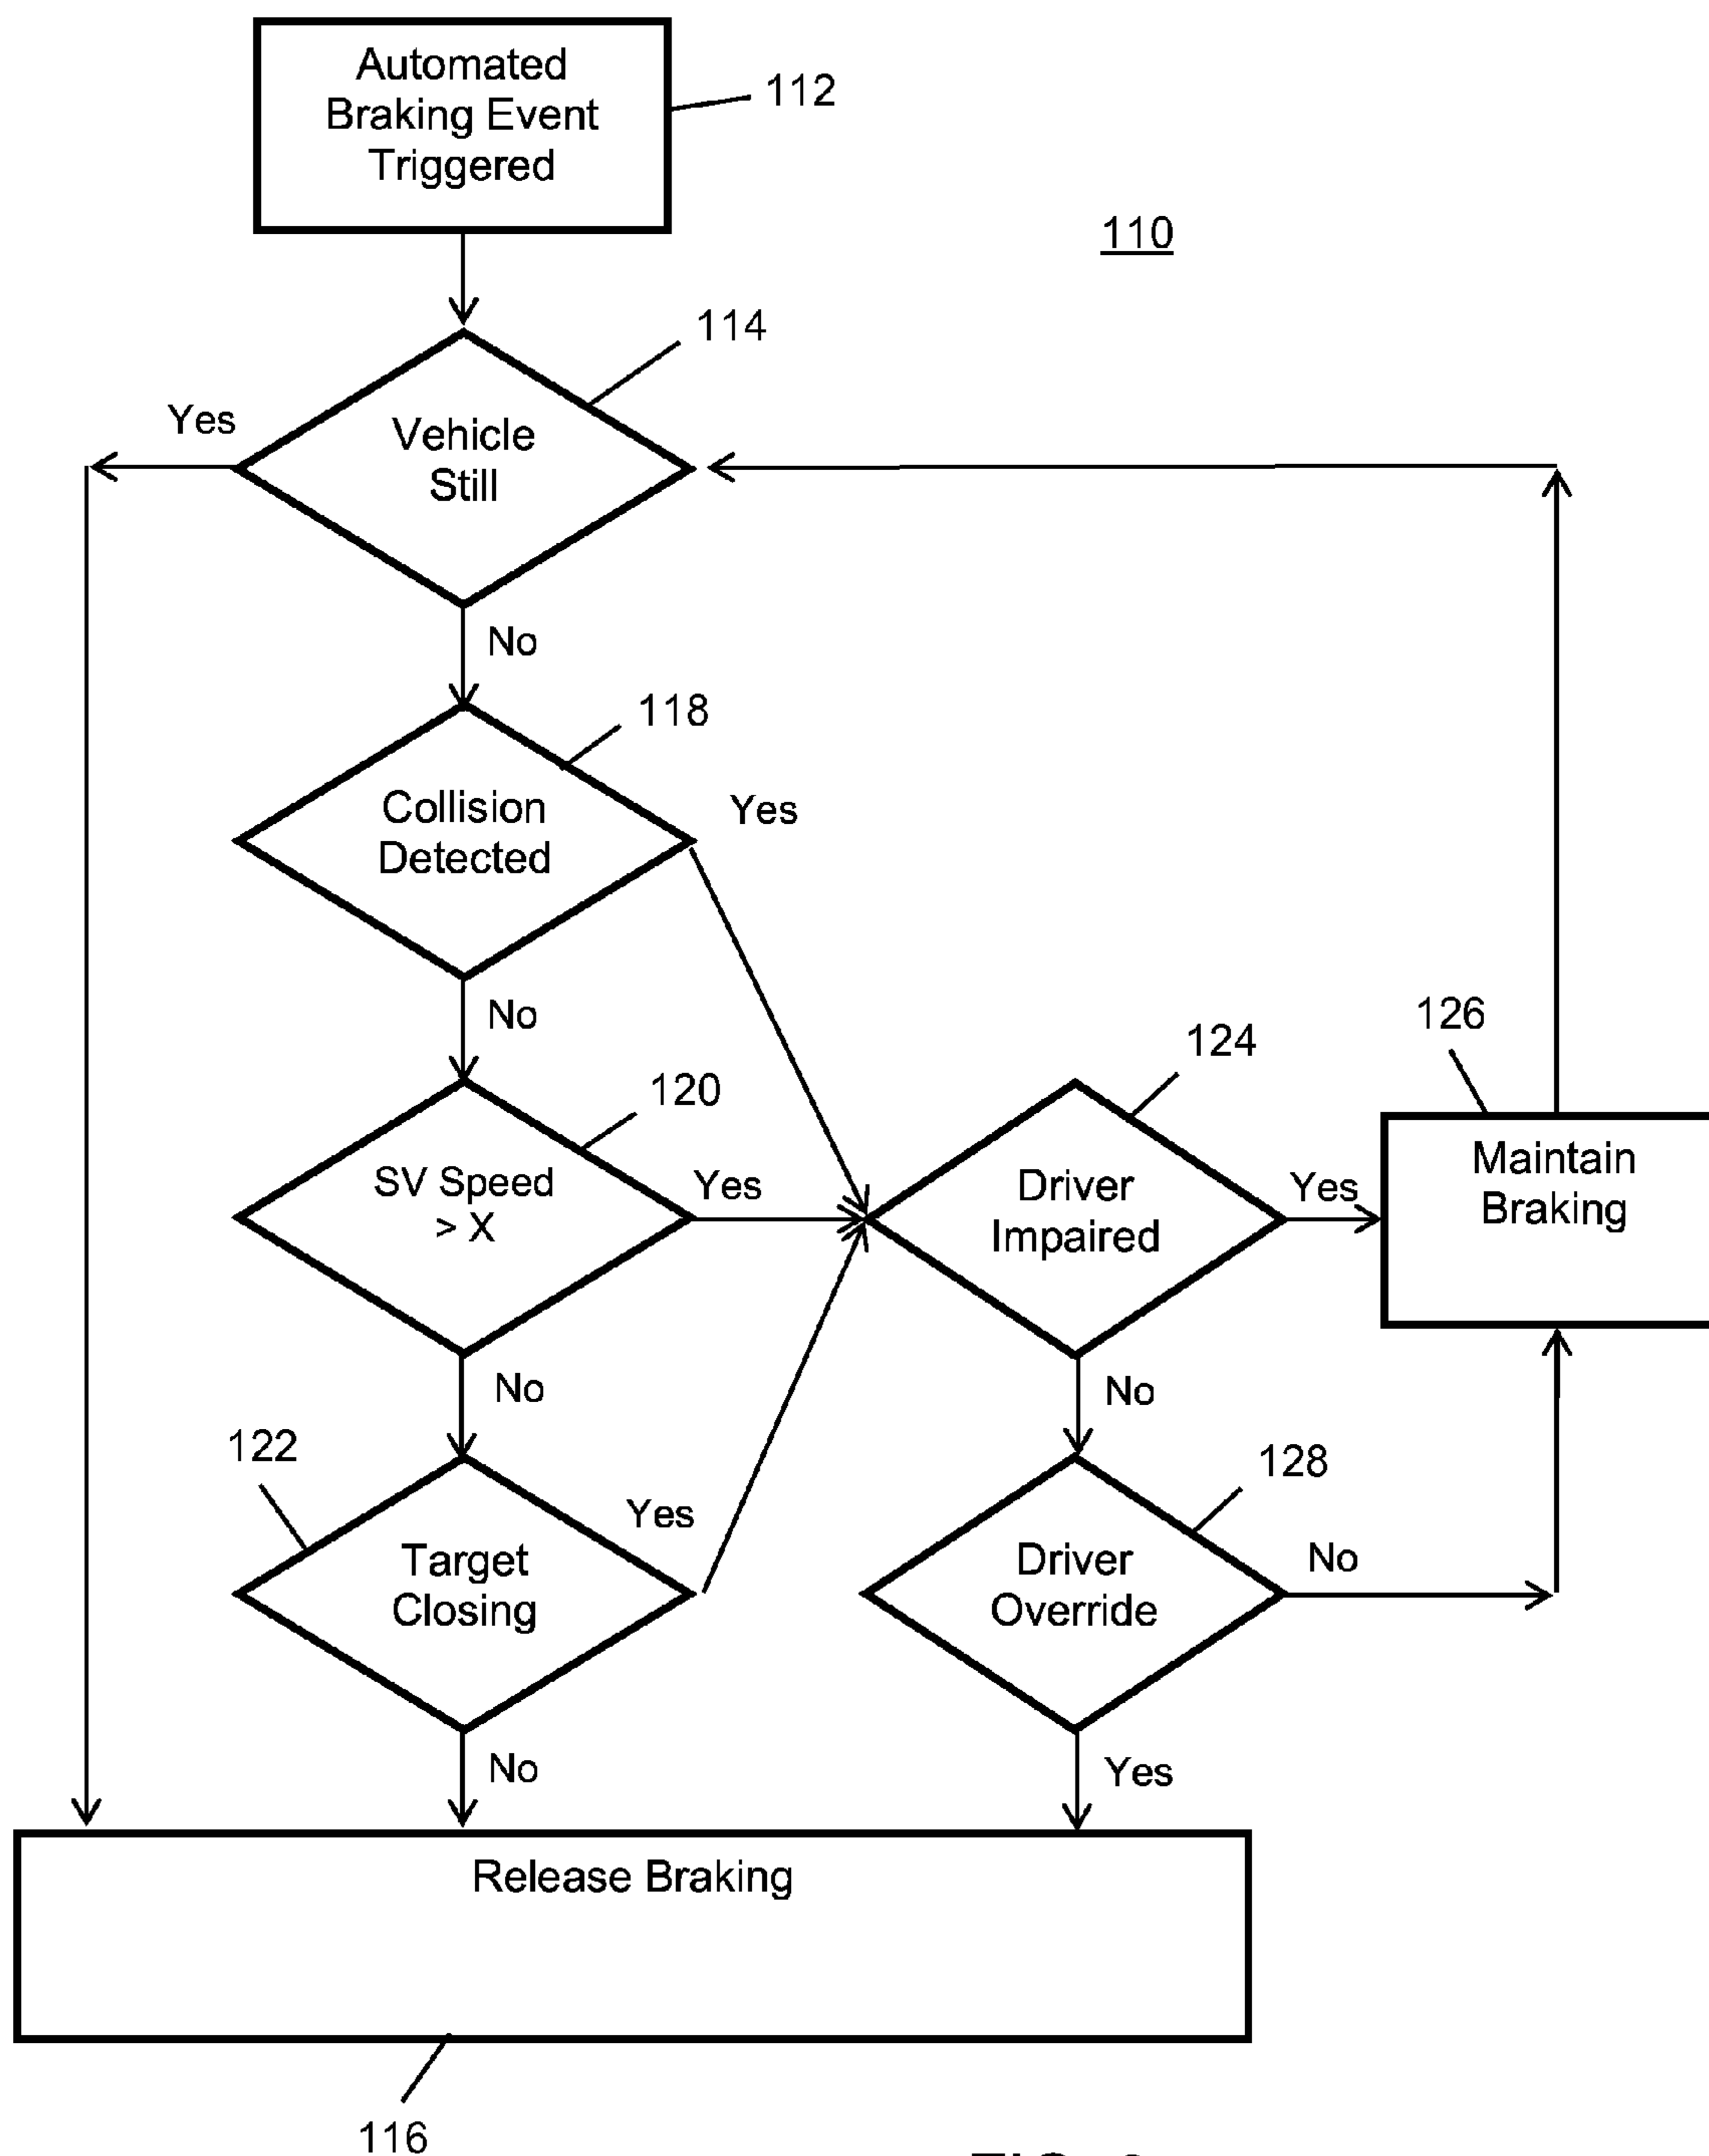 Automated
Braking Event
Triggered
112
110
114
Yes
Vehicle
Still
No
118
Collision
Detected
Yes
No
120
SV Speed
> X
Yes
124
Driver
Impaired
Yes
126
Maintain
Braking
No
No
122
Target
Closing
Yes
128
Driver
Override
No
No
Yes
Release Braking
116